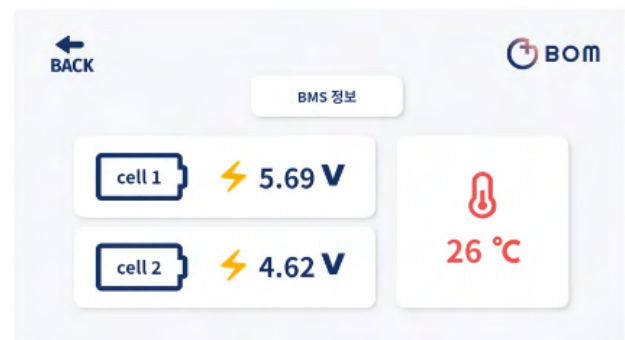 BACK
BOM
BMS 정보
cell 1 5.69 V
cell 2 4.62 V
26 ℃